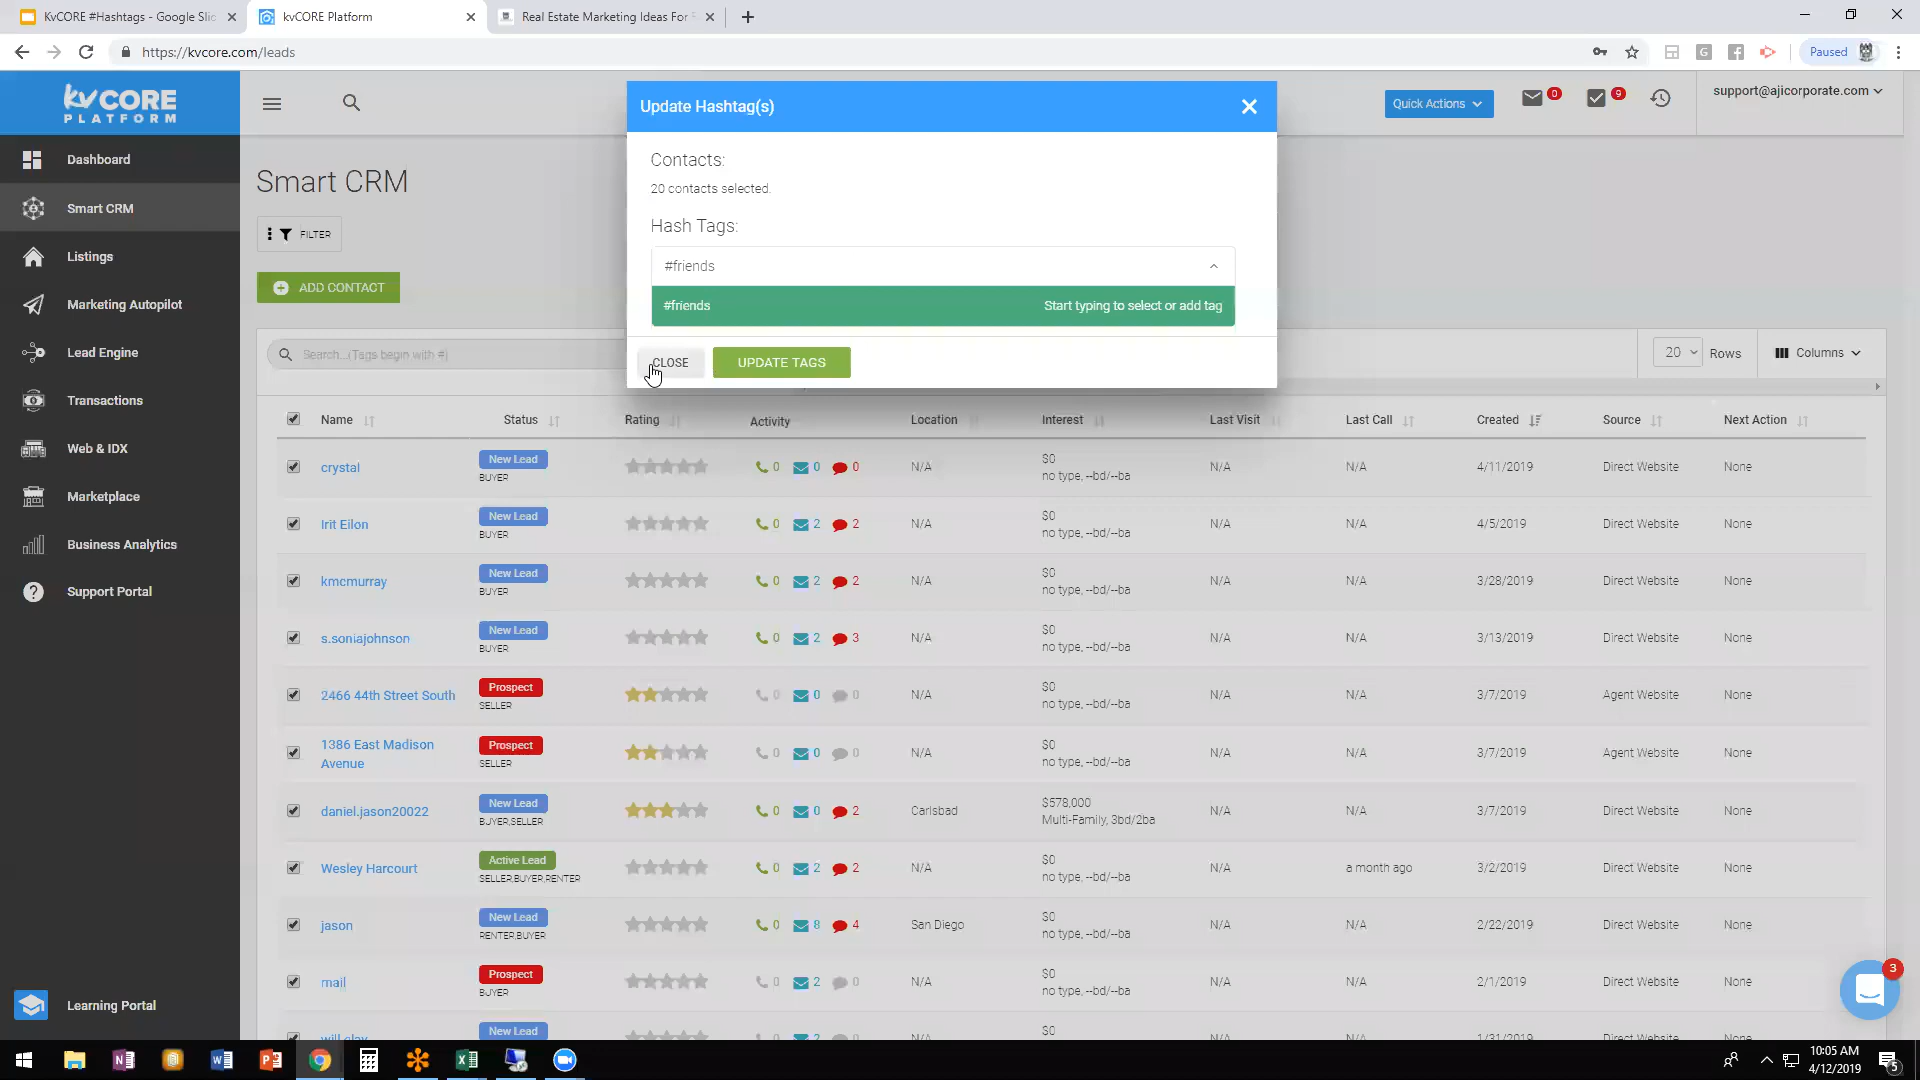 KvCORE #Hashtags - Google Slic
kvCORE Platform
Real Estate Marketing Ideas For
https://kvcore.com/leads
Paused
kvCORE
PLATFORM
Dashboard
Smart CRM
Listings
Marketing Autopilot
Lead Engine
Transactions
Web & IDX
Marketplace
Business Analytics
Support Portal
Learning Portal
Quick Actions
0
9
support@ajicorporate.com
Smart CRM
FILTER
ADD CONTACT
Search...(Tags begin with #)
20 Rows
Columns
Update Hashtag(s)
Contacts:
20 contacts selected.
Hash Tags:
#friends
#friends Start typing to select or add tag
CLOSE UPDATE TAGS
Name Status Rating Activity Location Interest Last Visit Last Call Created Source Next Action
crystal New Lead 0 0 0 N/A $0 N/A N/A 4/11/2019 Direct Website None
BUYER no type, --bd/--ba
Irit Eilon New Lead 0 2 2 N/A $0 N/A N/A 4/5/2019 Direct Website None
BUYER no type, --bd/--ba
kmcmurray New Lead 0 2 2 N/A $0 N/A N/A 3/28/2019 Direct Website None
BUYER no type, --bd/--ba
s.soniajohnson New Lead 0 2 3 N/A $0 N/A N/A 3/13/2019 Direct Website None
BUYER no type, --bd/--ba
2466 44th Street South Prospect 0 0 0 N/A $0 N/A N/A 3/7/2019 Agent Website None
SELLER no type, --bd/--ba
1386 East Madison Prospect 0 0 0 N/A $0 N/A N/A 3/7/2019 Agent Website None
Avenue SELLER no type, --bd/--ba
daniel.jason20022 New Lead 0 0 2 Carlsbad $578,000 N/A N/A 3/7/2019 Direct Website None
BUYER,SELLER Multi-Family, 3bd/2ba
Wesley Harcourt Active Lead 0 2 2 N/A $0 N/A a month ago 3/2/2019 Direct Website None
SELLER,BUYER,RENTER no type, --bd/--ba
jason New Lead 0 8 4 San Diego $0 N/A N/A 2/22/2019 Direct Website None
RENTER,BUYER no type, --bd/--ba
mail Prospect 0 2 0 N/A $0 N/A N/A 2/1/2019 Direct Website None
BUYER no type, --bd/--ba
New Lead $0
3
10:05 AM
4/12/2019
5